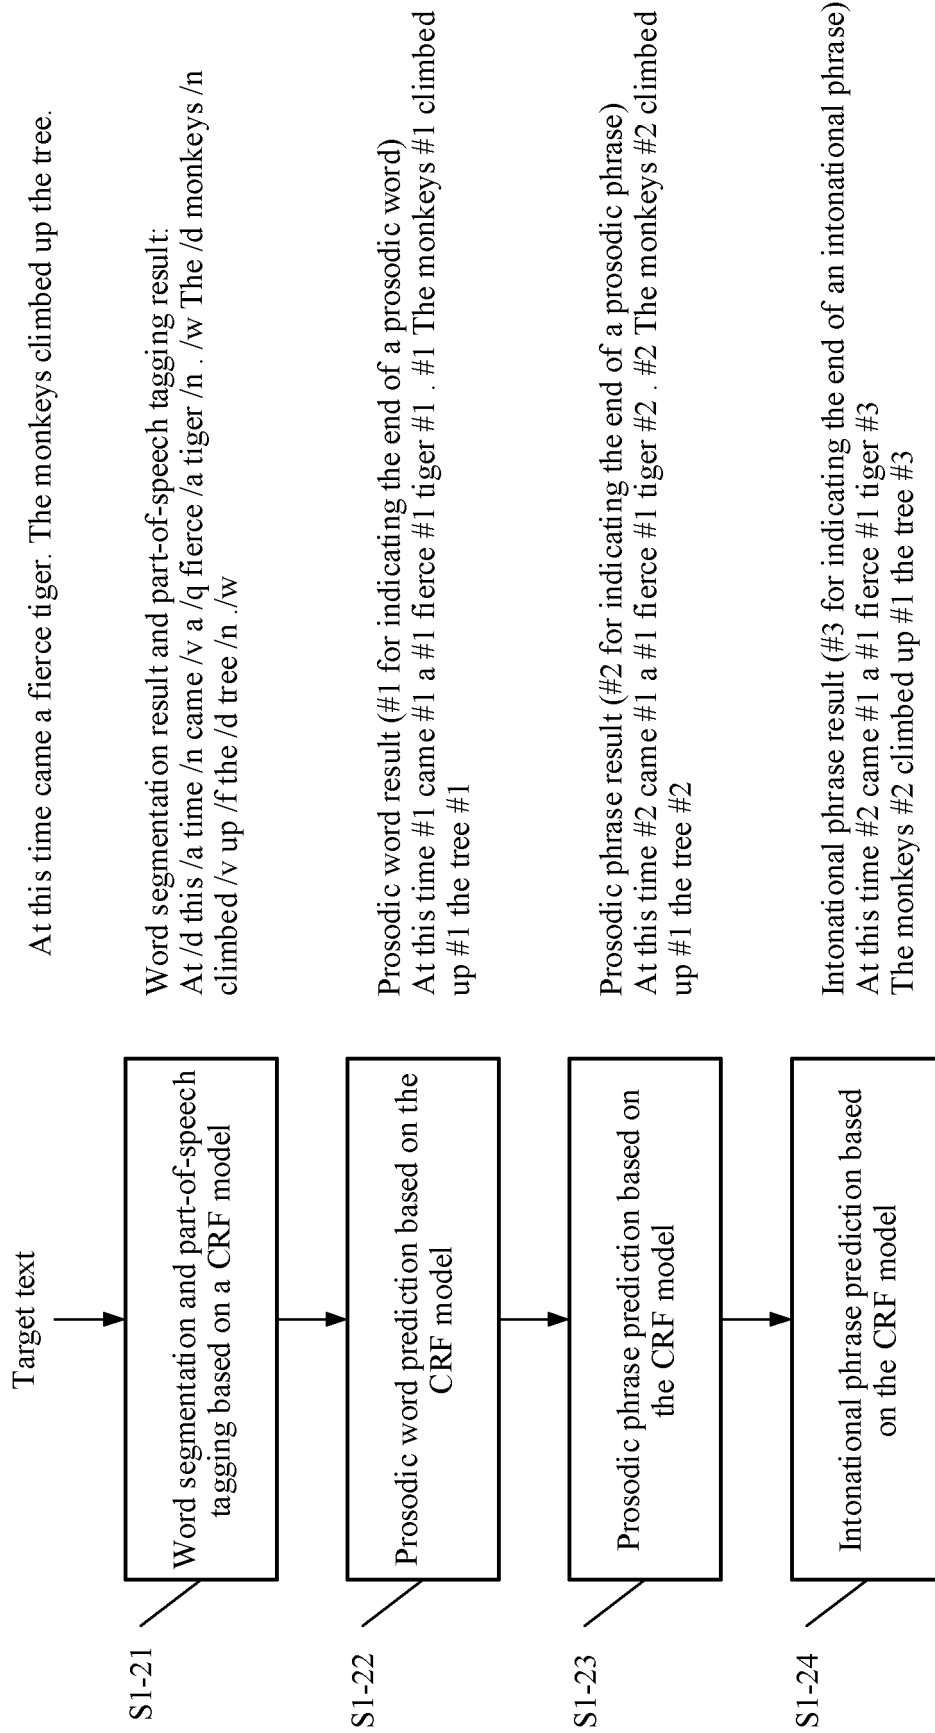 Target text
At this time came a fierce tiger. The monkeys climbed up the tree.
S1-21
Word segmentation and part-of-speech
tagging based on a CRF model
Word segmentation result and part-of-speech tagging result:
At /d this /a time /n came /v a /q fierce /a tiger /n . /w The /d monkeys /n
climbed /v up /f the /d tree /n ./w
S1-22
Prosodic word prediction based on the
CRF model
Prosodic word result (#1 for indicating the end of a prosodic word)
At this time #1 came #1 a #1 fierce #1 tiger #1 . #1 The monkeys #1 climbed
up #1 the tree #1
S1-23
Prosodic phrase prediction based on
the CRF model
Prosodic phrase result (#2 for indicating the end of a prosodic phrase)
At this time #2 came #1 a #1 fierce #1 tiger #2 . #2 The monkeys #2 climbed
up #1 the tree #2
S1-24
Intonational phrase prediction based
on the CRF model
Intonational phrase result (#3 for indicating the end of an intonational phrase)
At this time #2 came #1 a #1 fierce #1 tiger #3
The monkeys #2 climbed up #1 the tree #3